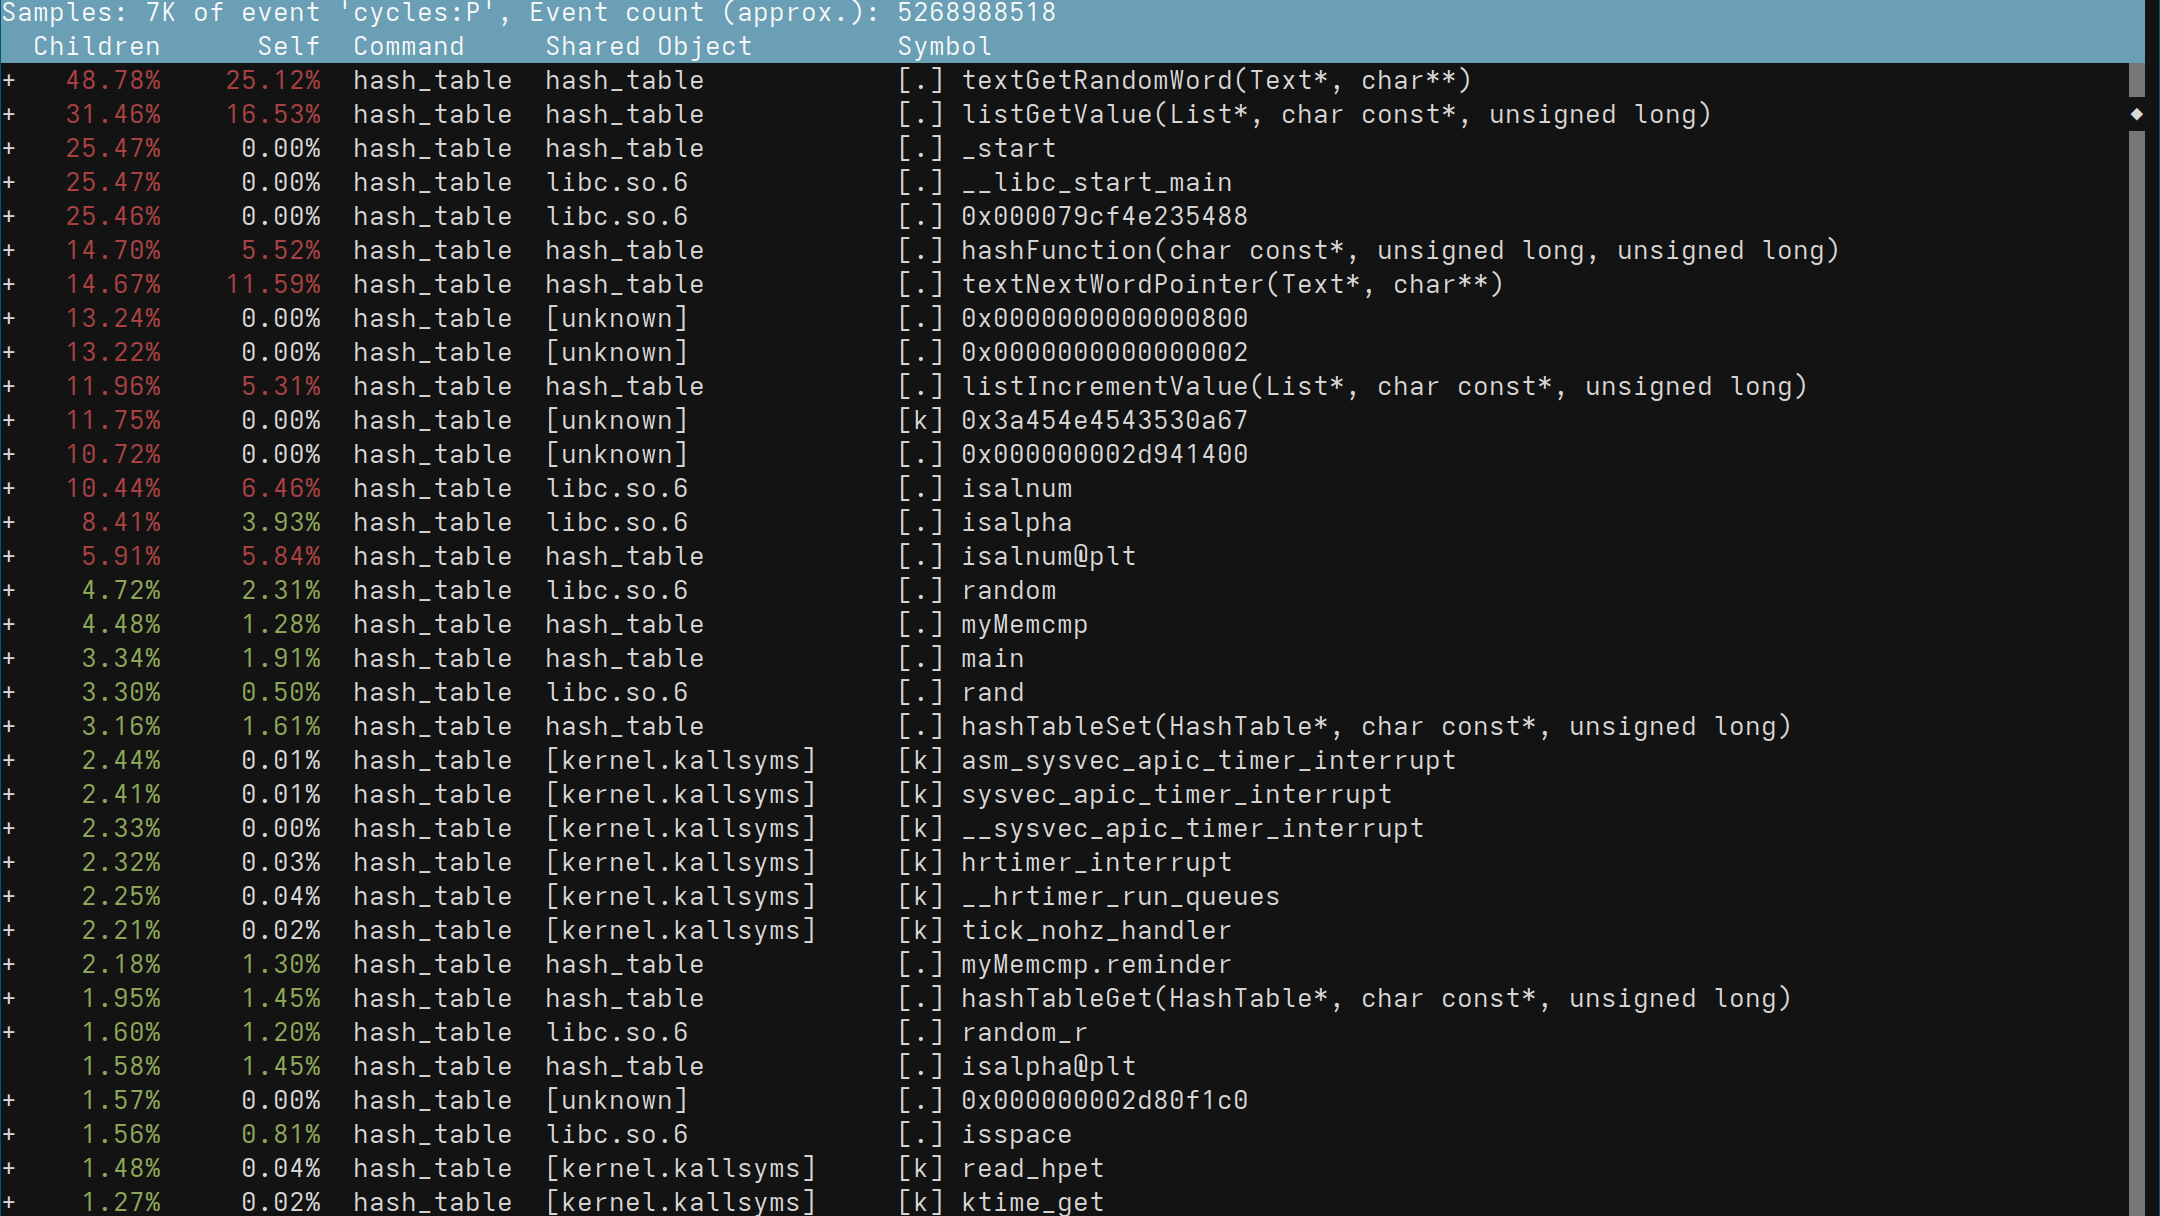 Samples: 7K of event 'cycles:P', Event count (approx.): 5268988518
  Children      Self  Command     Shared Object         Symbol
+   48.78%    25.12%  hash_table  hash_table            [.] textGetRandomWord(Text*, char**)
+   31.46%    16.53%  hash_table  hash_table            [.] listGetValue(List*, char const*, unsigned long)
+   25.47%     0.00%  hash_table  hash_table            [.] _start
+   25.47%     0.00%  hash_table  libc.so.6             [.] __libc_start_main
+   25.46%     0.00%  hash_table  libc.so.6             [.] 0x000079cf4e235488
+   14.70%     5.52%  hash_table  hash_table            [.] hashFunction(char const*, unsigned long, unsigned long)
+   14.67%    11.59%  hash_table  hash_table            [.] textNextWordPointer(Text*, char**)
+   13.24%     0.00%  hash_table  [unknown]             [.] 0x0000000000000800
+   13.22%     0.00%  hash_table  [unknown]             [.] 0x0000000000000002
+   11.96%     5.31%  hash_table  hash_table            [.] listIncrementValue(List*, char const*, unsigned long)
+   11.75%     0.00%  hash_table  [unknown]             [k] 0x3a454e4543530a67
+   10.72%     0.00%  hash_table  [unknown]             [.] 0x000000002d941400
+   10.44%     6.46%  hash_table  libc.so.6             [.] isalnum
+    8.41%     3.93%  hash_table  libc.so.6             [.] isalpha
+    5.91%     5.84%  hash_table  hash_table            [.] isalnum@plt
+    4.72%     2.31%  hash_table  libc.so.6             [.] random
+    4.48%     1.28%  hash_table  hash_table            [.] myMemcmp
+    3.34%     1.91%  hash_table  hash_table            [.] main
+    3.30%     0.50%  hash_table  libc.so.6             [.] rand
+    3.16%     1.61%  hash_table  hash_table            [.] hashTableSet(HashTable*, char const*, unsigned long)
+    2.44%     0.01%  hash_table  [kernel.kallsyms]     [k] asm_sysvec_apic_timer_interrupt
+    2.41%     0.01%  hash_table  [kernel.kallsyms]     [k] sysvec_apic_timer_interrupt
+    2.33%     0.00%  hash_table  [kernel.kallsyms]     [k] __sysvec_apic_timer_interrupt
+    2.32%     0.03%  hash_table  [kernel.kallsyms]     [k] hrtimer_interrupt
+    2.25%     0.04%  hash_table  [kernel.kallsyms]     [k] __hrtimer_run_queues
+    2.21%     0.02%  hash_table  [kernel.kallsyms]     [k] tick_nohz_handler
+    2.18%     1.30%  hash_table  hash_table            [.] myMemcmp.reminder
+    1.95%     1.45%  hash_table  hash_table            [.] hashTableGet(HashTable*, char const*, unsigned long)
+    1.60%     1.20%  hash_table  libc.so.6             [.] random_r
     1.58%     1.45%  hash_table  hash_table            [.] isalpha@plt
+    1.57%     0.00%  hash_table  [unknown]             [.] 0x000000002d80f1c0
+    1.56%     0.81%  hash_table  libc.so.6             [.] isspace
+    1.48%     0.04%  hash_table  [kernel.kallsyms]     [k] read_hpet
+    1.27%     0.02%  hash_table  [kernel.kallsyms]     [k] ktime_get